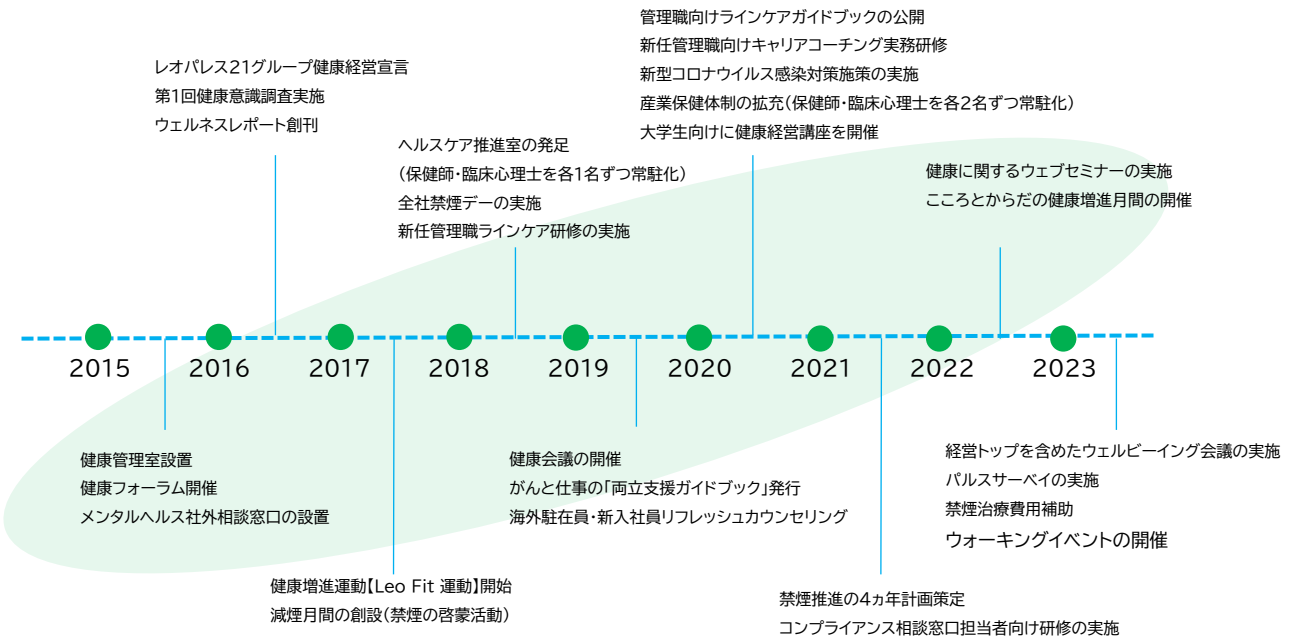 管理職向けラインケアガイドブックの公開
新任管理職向けキャリアコーチング実務研修
新型コロナウイルス感染対策施策の実施
産業保健体制の拡充(保健師・臨床心理士を各2名ずつ常駐化)
大学生向けに健康経営講座を開催
レオパレス21グループ健康経営宣言
第1回健康意識調査実施
ウェルネスレポート創刊
ヘルスケア推進室の発足
(保健師・臨床心理士を各1名ずつ常駐化)
全社禁煙デーの実施
新任管理職ラインケア研修の実施
健康に関するウェブセミナーの実施
こころとからだの健康増進月間の開催
2015 2016 2017 2018 2019 2020 2021 2022 2023
健康管理室設置
健康フォーラム開催
メンタルヘルス社外相談窓口の設置
健康会議の開催
がんと仕事の「両立支援ガイドブック」発行
海外駐在員・新入社員リフレッシュカウンセリング
経営トップを含めたウェルビーイング会議の実施
パルスサーベイの実施
禁煙治療費用補助
ウォーキングイベントの開催
健康増進運動【Leo Fit 運動】開始
減煙月間の創設(禁煙の啓蒙活動)
禁煙推進の4ヵ年計画策定
コンプライアンス相談窓口担当者向け研修の実施